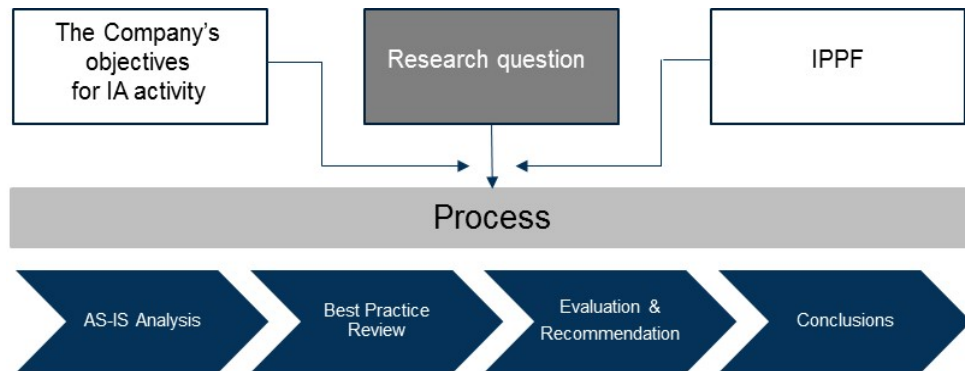 The Company’s
objectives
for IA activity
Research question
IPPF
Process
AS-IS Analysis
Best Practice
Review
Evaluation &
Recommendation
Conclusions